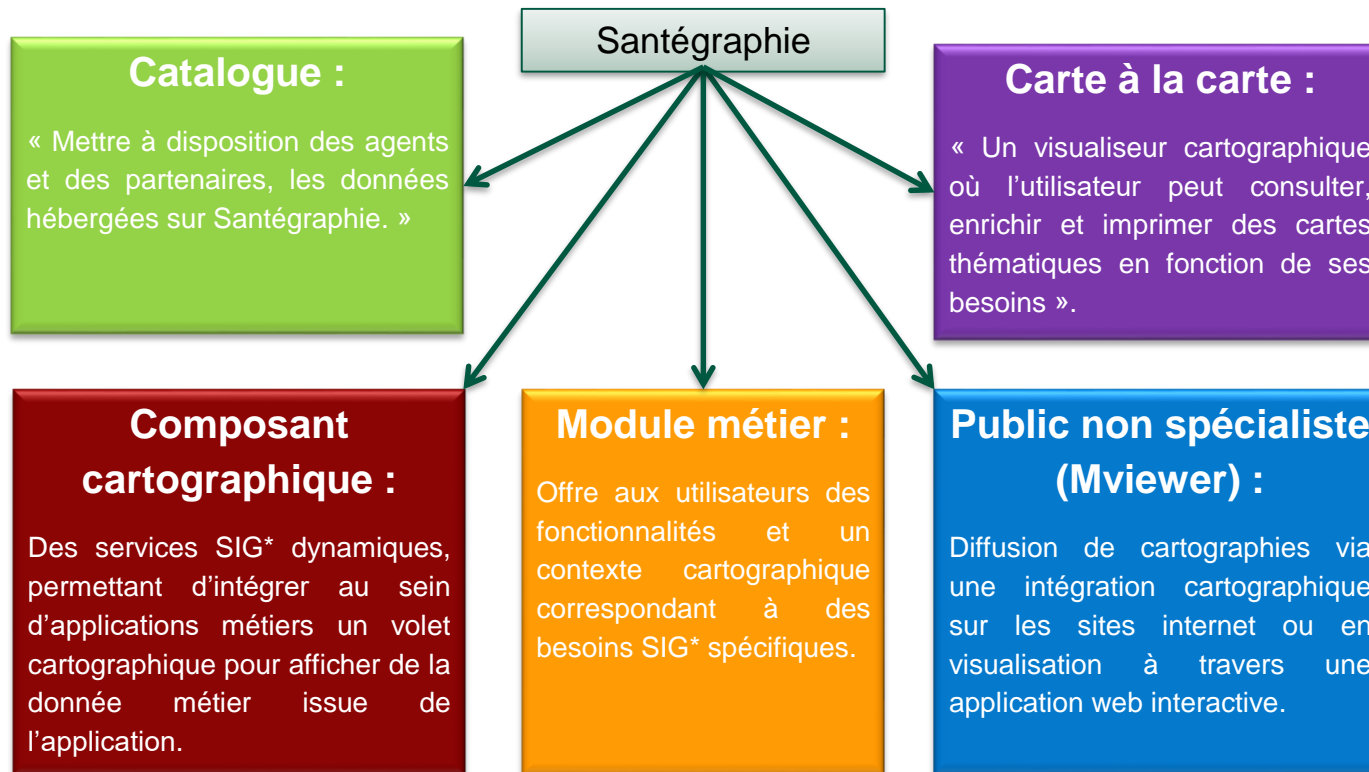 Santégraphie
Catalogue :
« Mettre à disposition des agents
et des partenaires, les données
hébergées sur Santégraphie. »
Carte à la carte :
« Un visualiseur cartographique
où l’utilisateur peut consulter,
enrichir et imprimer des cartes
thématiques en fonction de ses
besoins ».
Composant
cartographique :
Des services SIG* dynamiques,
permettant d’intégrer au sein
d’applications métiers un volet
cartographique pour afficher de la
donnée métier issue de
l’application.
Module métier :
Offre aux utilisateurs des
fonctionnalités et un
contexte cartographique
correspondant à des
besoins SIG* spécifiques.
Public non spécialiste
(Mviewer) :
Diffusion de cartographies via
une intégration cartographique
sur les sites internet ou en
visualisation à travers une
application web interactive.